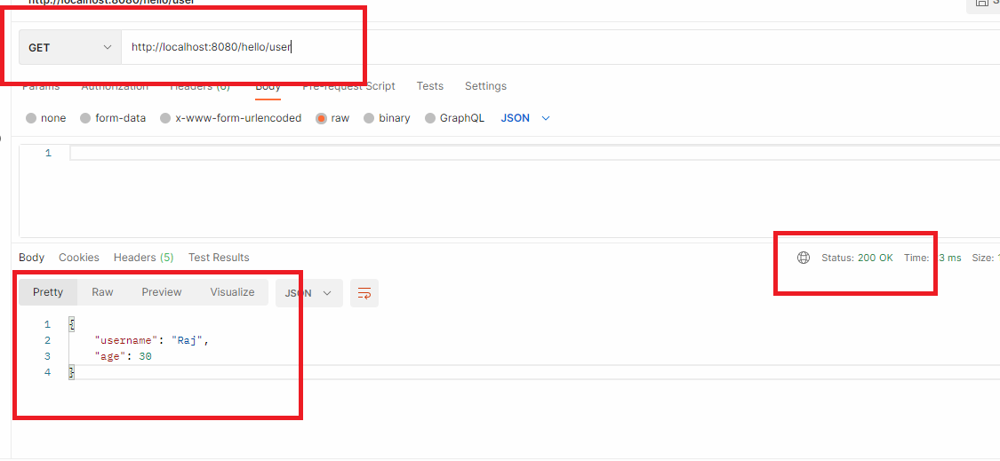 http://localhost:8080/hello/user
GET http://localhost:8080/hello/user
Params Authorization Headers (6) Body Pre-request Script Tests Settings
none form-data x-www-form-urlencoded raw binary GraphQL JSON
1
Body Cookies Headers (5) Test Results Status: 200 OK Time: 3 ms Size:
Pretty Raw Preview Visualize JSON
1 {
2 "username": "Raj",
3 "age": 30
4 }